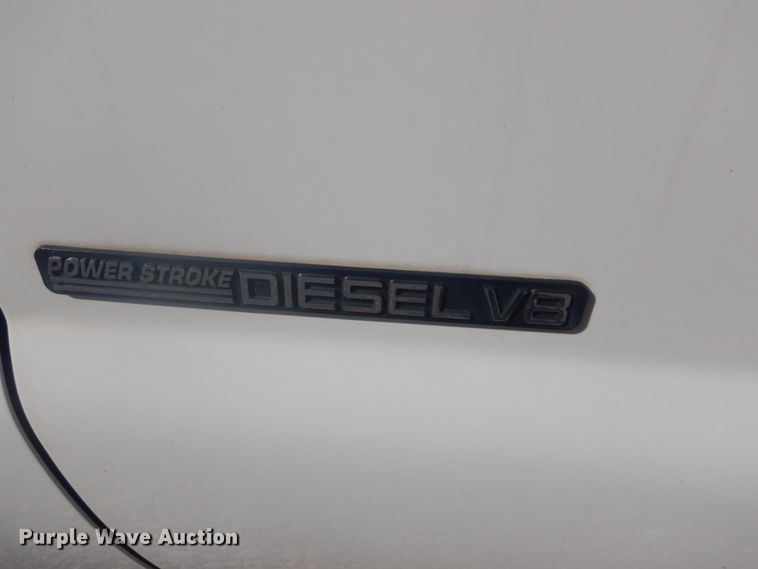 POWER STROKE DIESEL V8
Purple Wave Auction